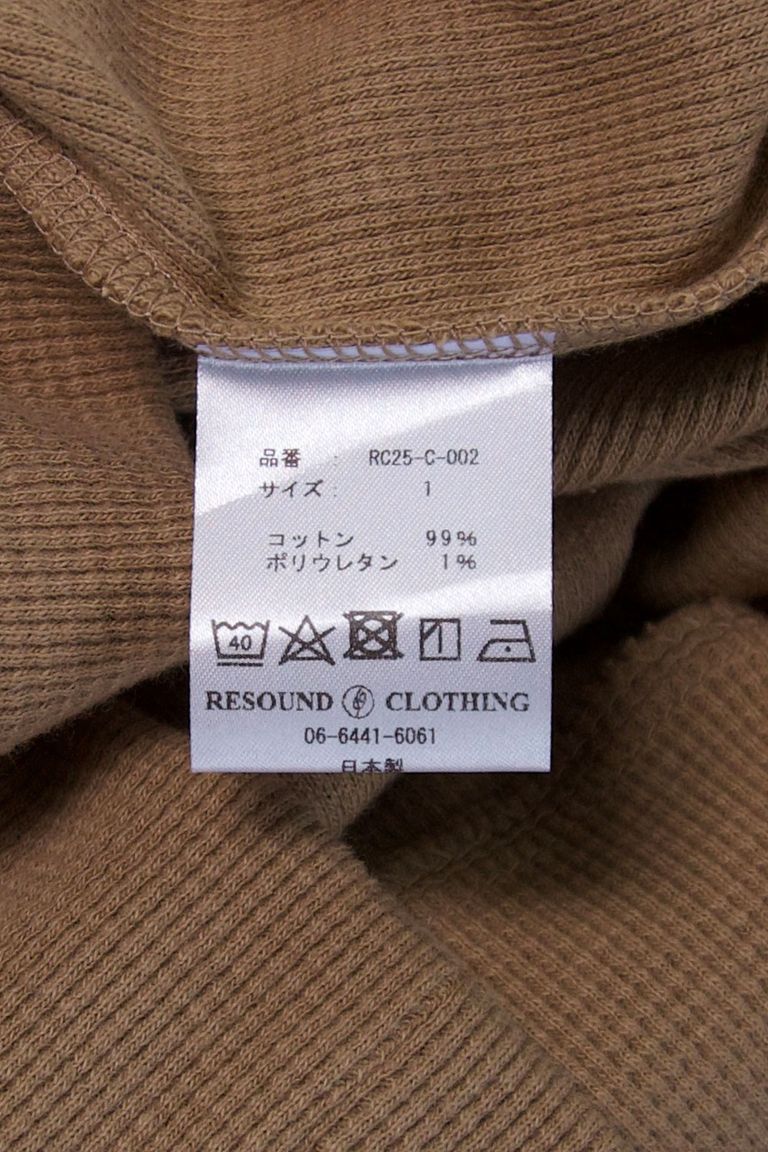 品番 : RC25-C-002
サイズ : 1
コットン 99%
ポリウレタン 1%
40
RESOUND CLOTHING
06-6441-6061
日本製